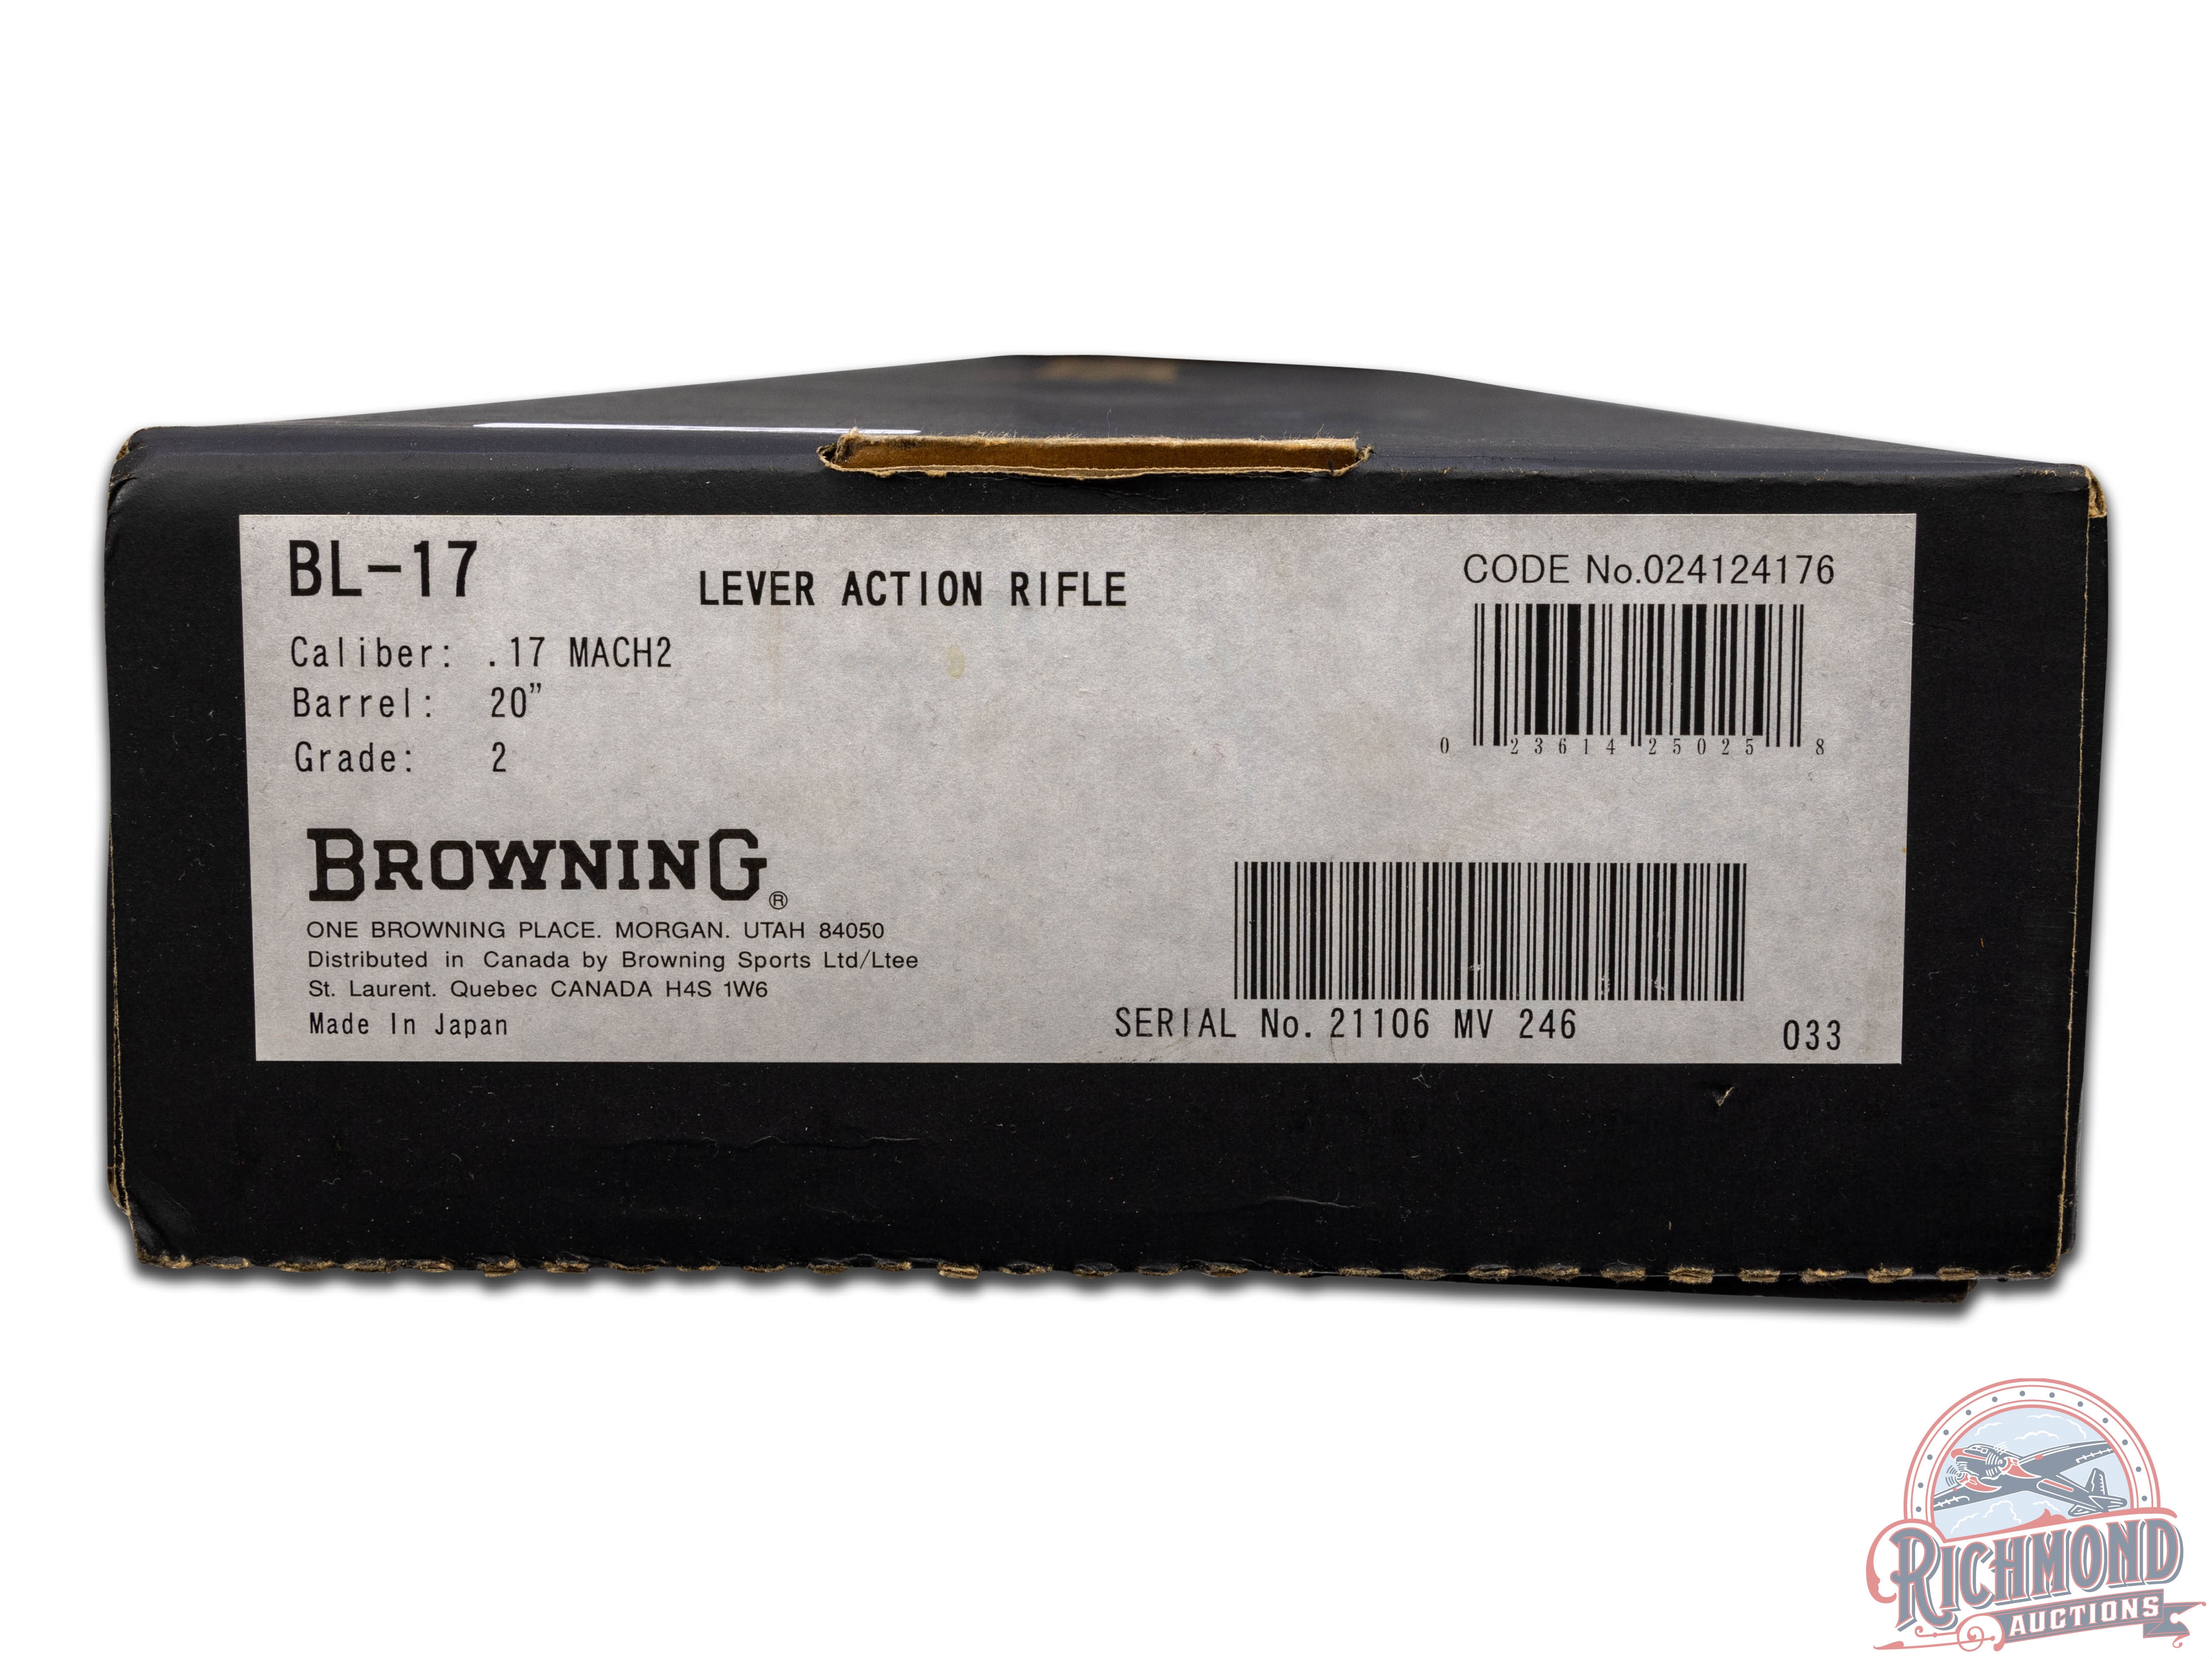 BL-17
LEVER ACTION RIFLE
CODE No.024124176
Caliber: .17 MACH2
Barrel: 20”
Grade: 2
0 23614 25025 8
BROWNING®
ONE BROWNING PLACE. MORGAN. UTAH 84050
Distributed in Canada by Browning Sports Ltd/Ltee
St. Laurent. Quebec CANADA H4S 1W6
Made In Japan
SERIAL No. 21106 MV 246
033
RICHMOND
AUCTIONS